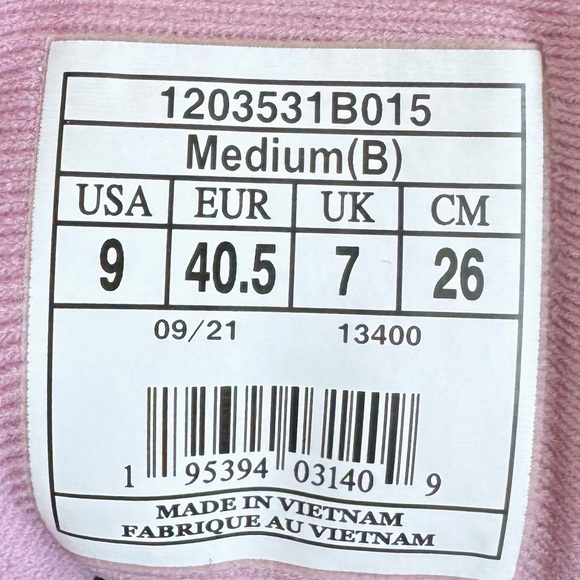 1203531B015
Medium(B)
USA EUR UK CM
9 40.5 7 26
09/21 13400
1 95394 03140 9
MADE IN VIETNAM
FABRIQUE AU VIETNAM